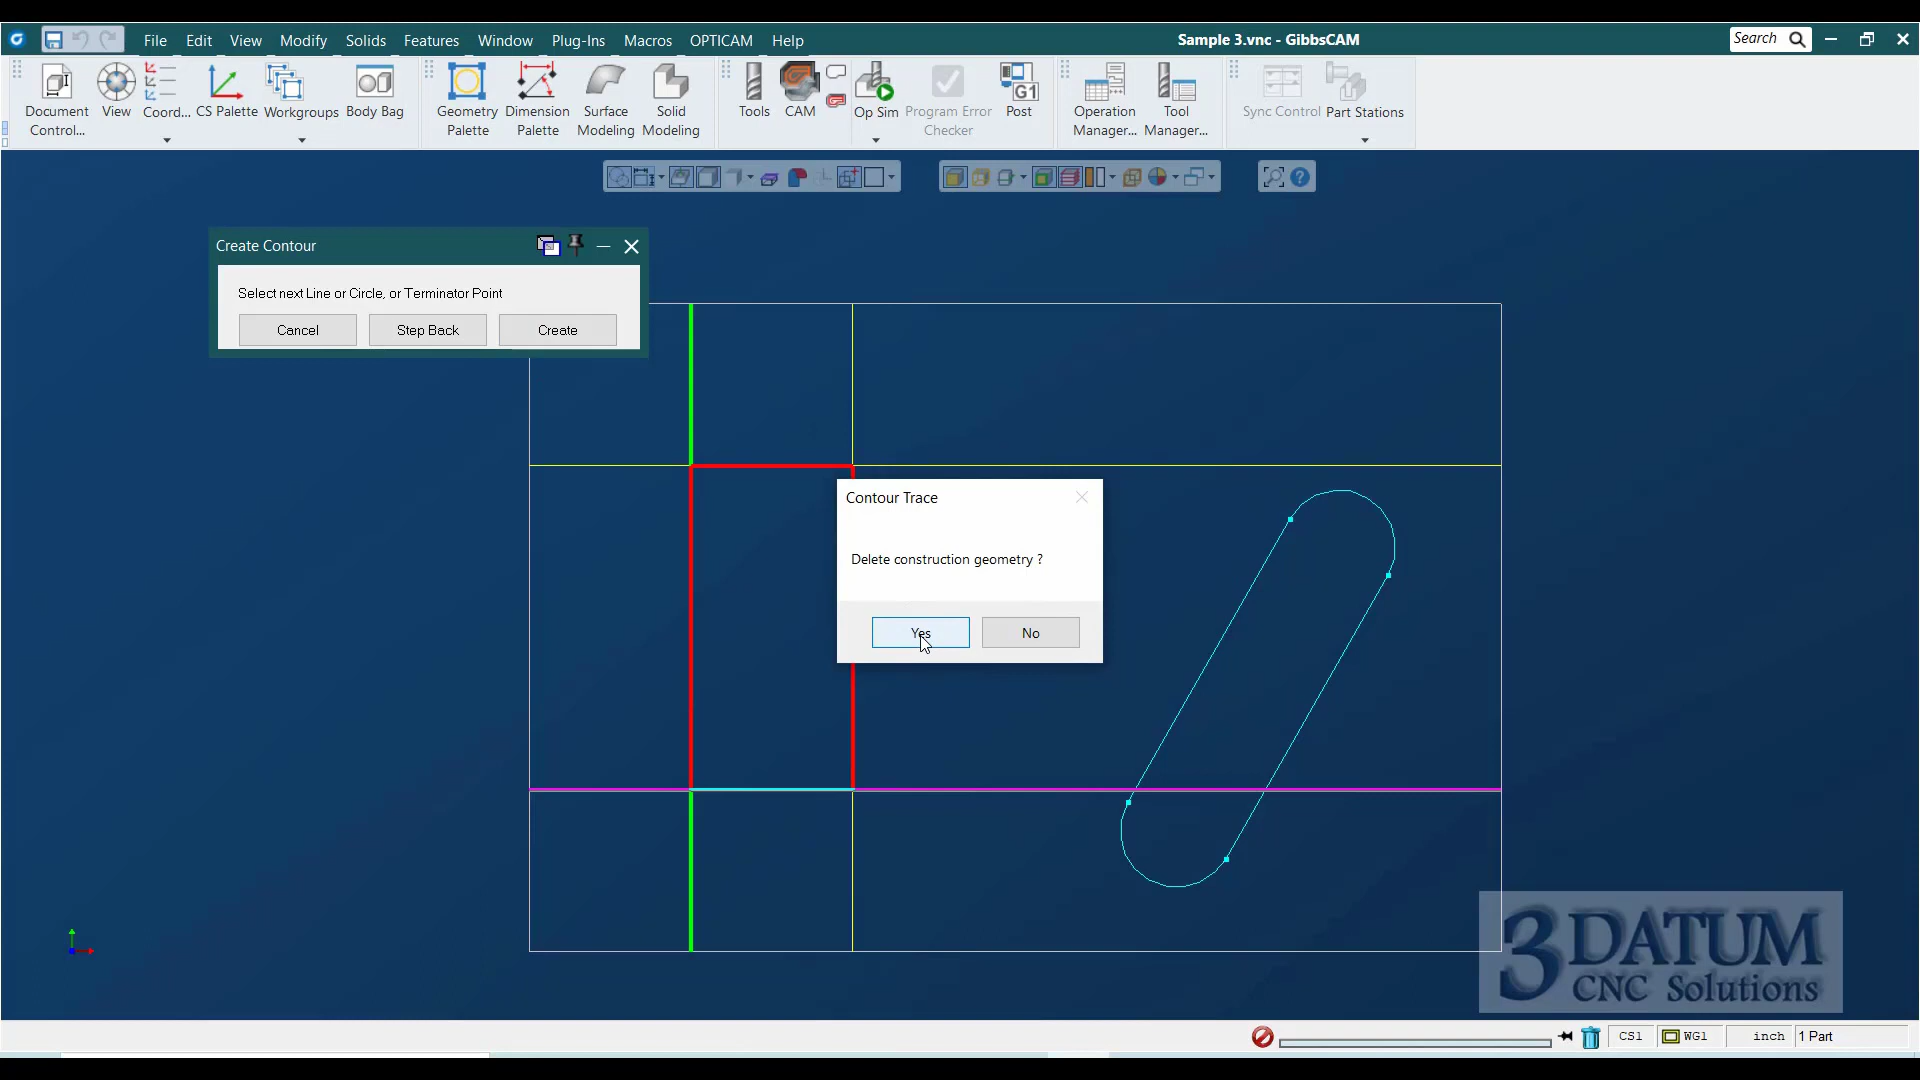 File Edit View Modify Solids Features Window Plug-Ins Macros OPTICAM Help
Sample 3.vnc - GibbsCAM
Search
Document Control...
View
Coord...
CS Palette
Workgroups
Body Bag
Geometry Palette
Dimension Palette
Surface Modeling
Solid Modeling
Tools
CAM
Op Sim
Program Error Checker
G1
Post
Operation Manager...
Tool Manager...
Sync Control
Part Stations
Create Contour
Select next Line or Circle, or Terminator Point
Cancel Step Back Create
Contour Trace
Delete construction geometry ?
Yes No
3DATUM
CNC Solutions
CS1 WG1 inch 1 Part